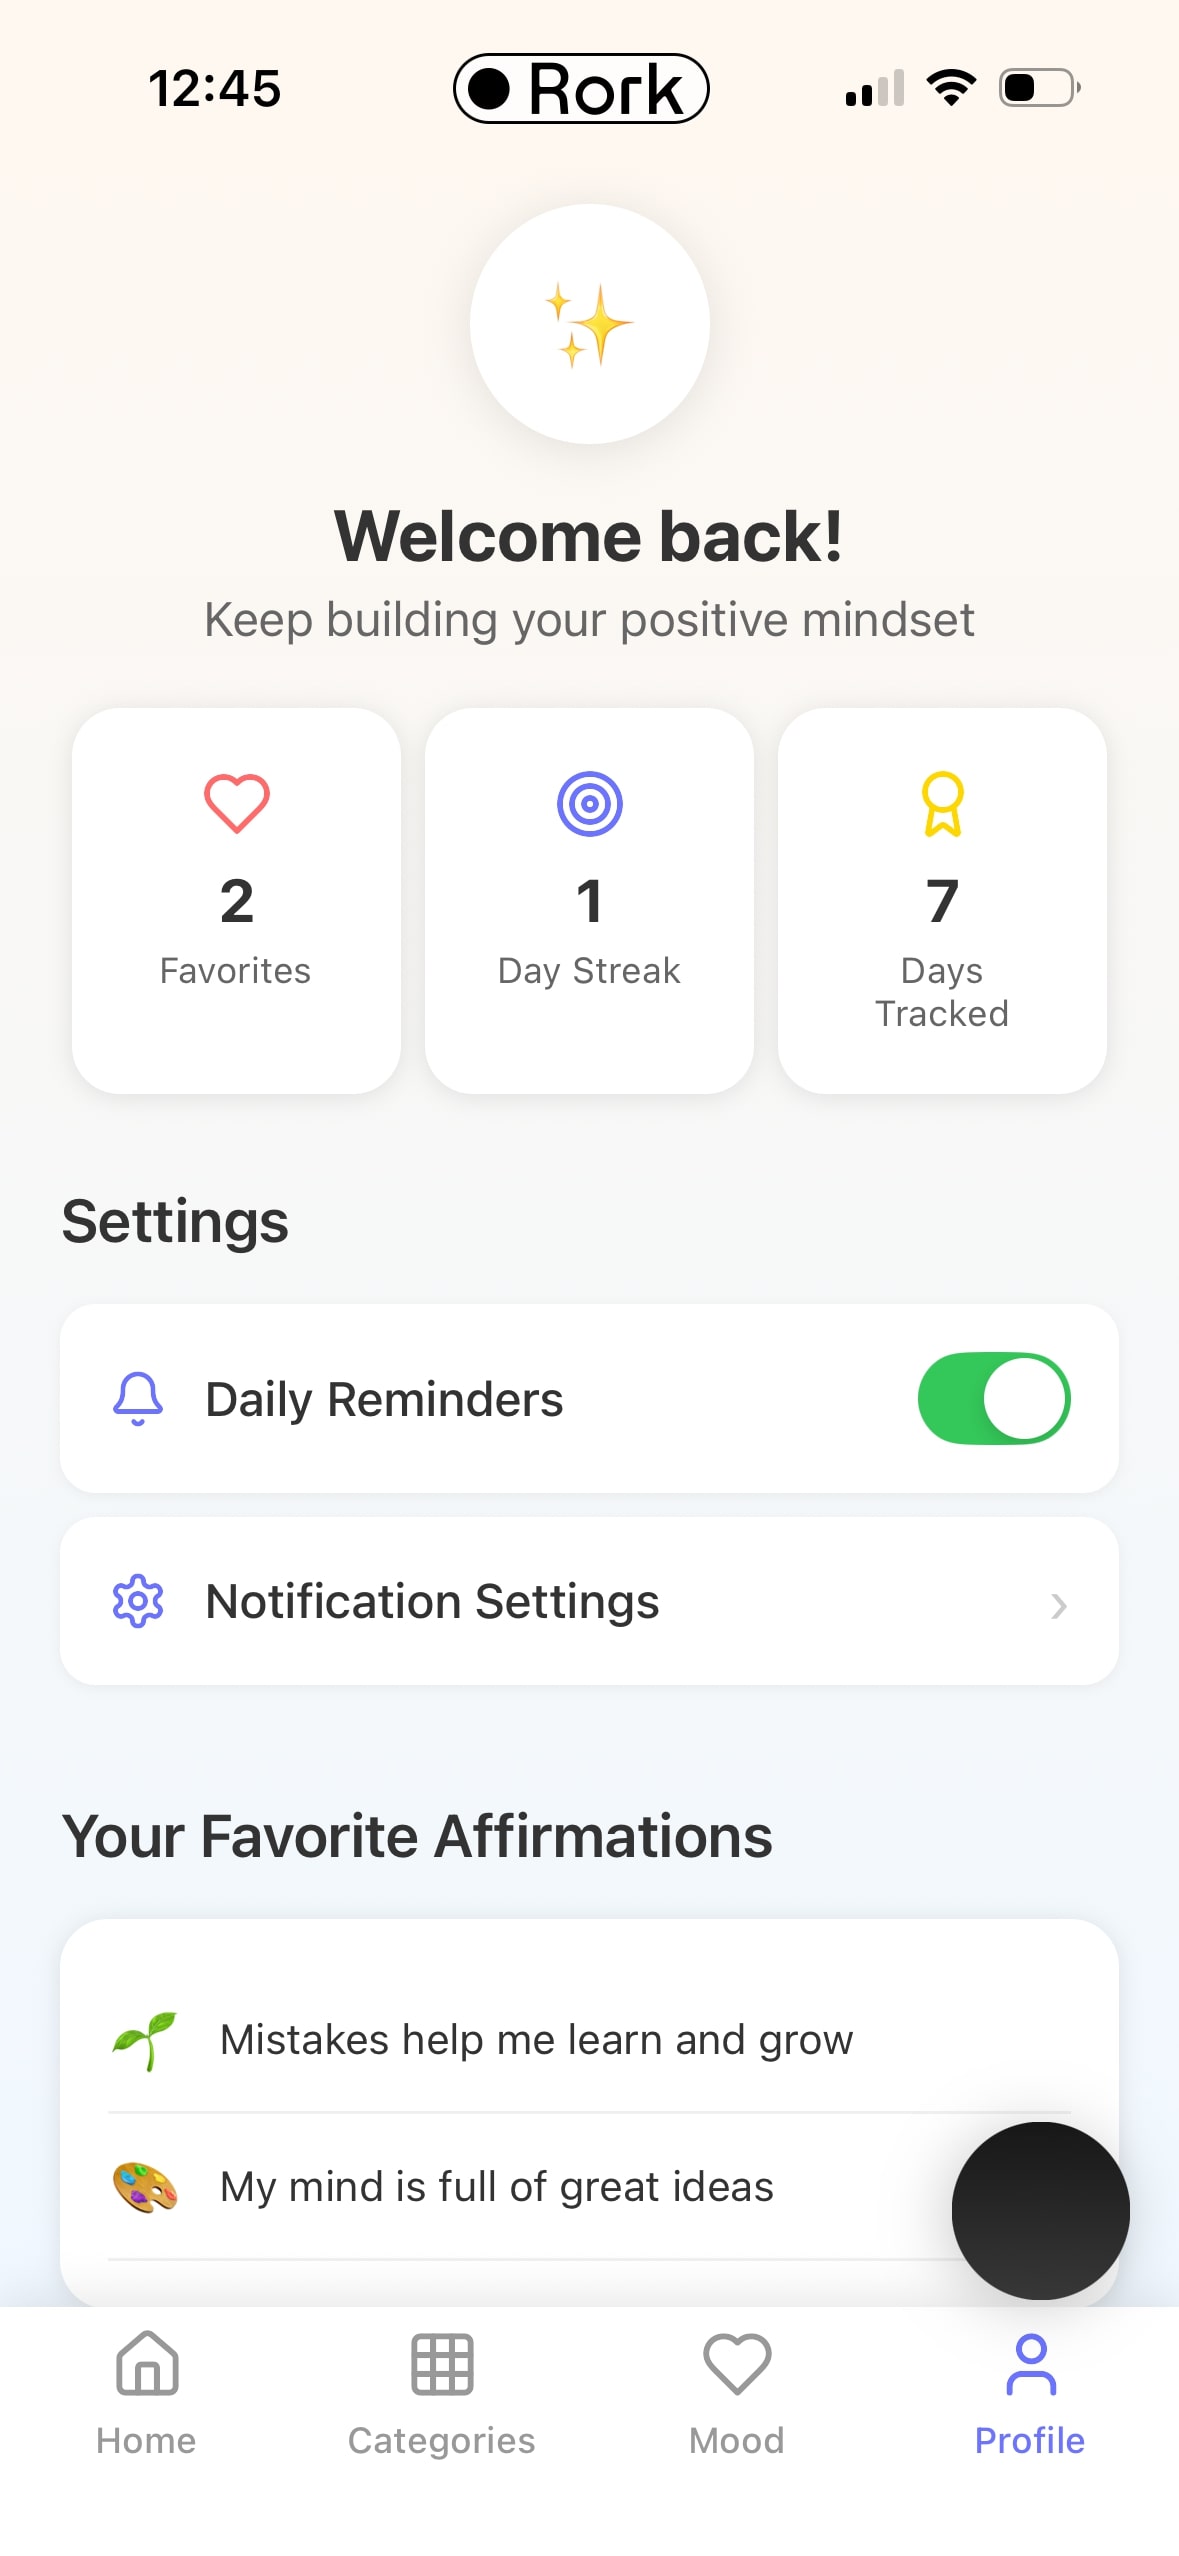 12:45
Rork
Welcome back!
Keep building your positive mindset
2
Favorites
1
Day Streak
7
Days
Tracked
Settings
Daily Reminders
Notification Settings
Your Favorite Affirmations
Mistakes help me learn and grow
My mind is full of great ideas
Home
Categories
Mood
Profile